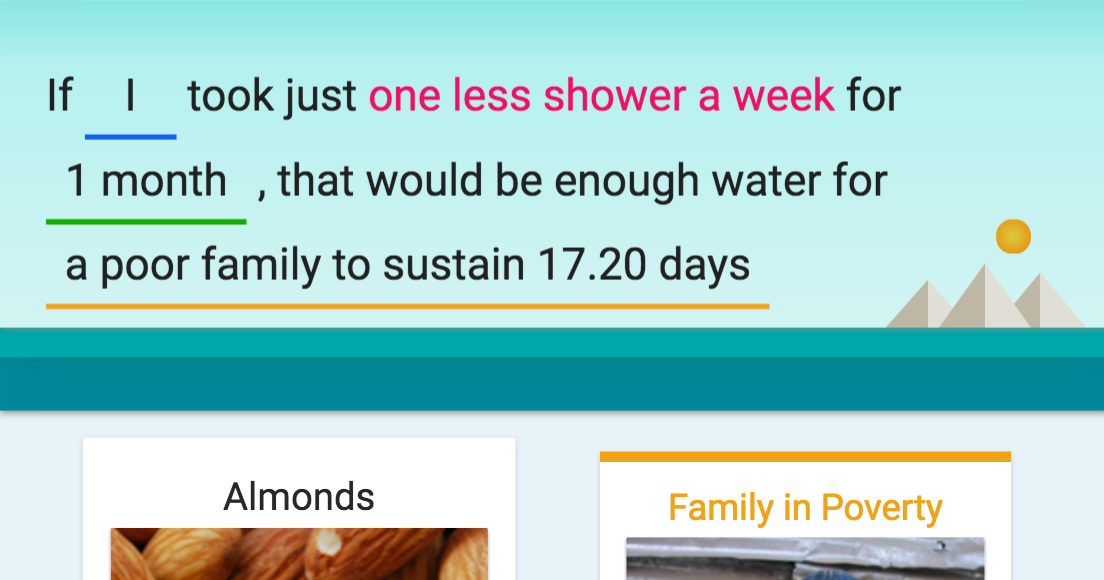 If I took just one less shower a week for
1 month , that would be enough water for
a poor family to sustain 17.20 days
Almonds
Family in Poverty